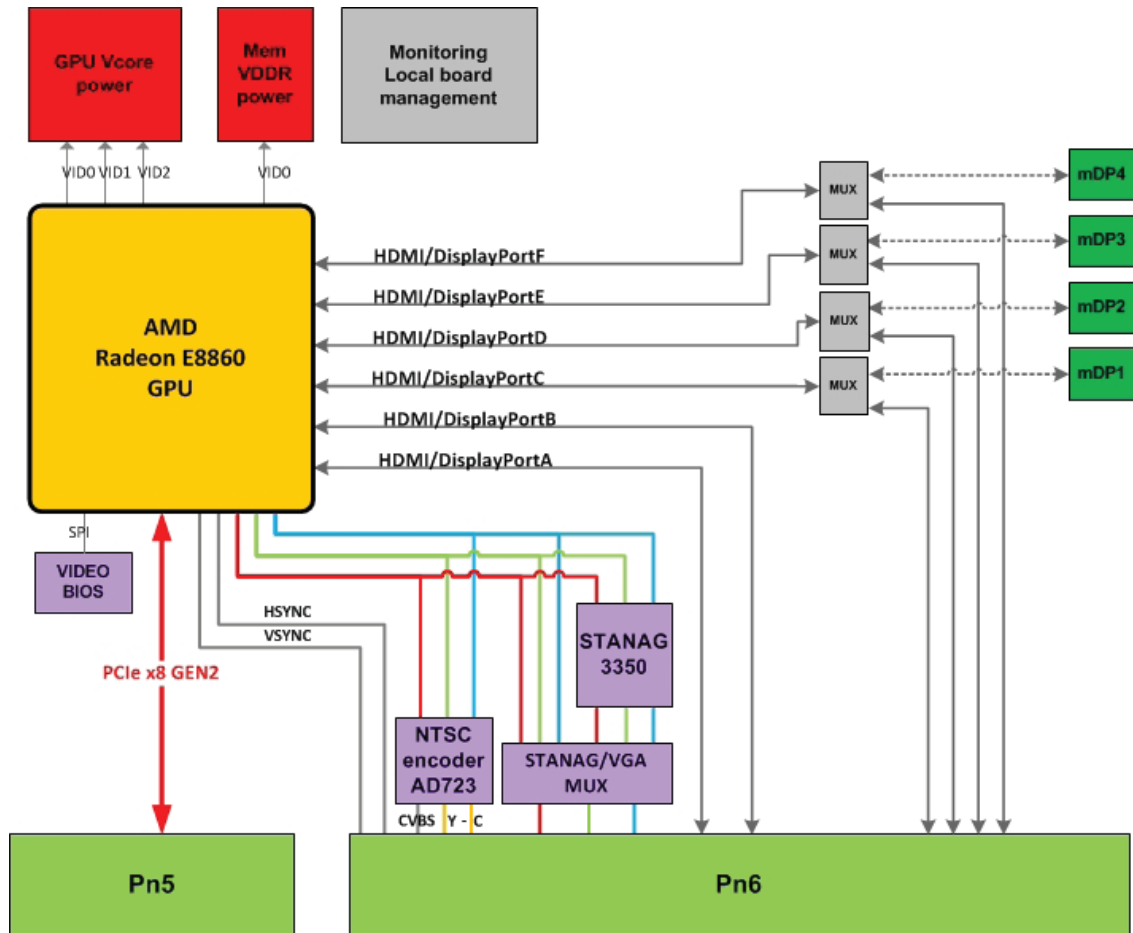 GPU Vcore
power
Mem
VDDR
power
Monitoring
Local board
management
VID0 VID1 VID2
VID0
AMD
Radeon E8860
GPU
HDMI/DisplayPortF
HDMI/DisplayPortE
HDMI/DisplayPortD
HDMI/DisplayPortC
HDMI/DisplayPortB
HDMI/DisplayPortA
MUX
MUX
MUX
MUX
mDP4
mDP3
mDP2
mDP1
SPI
VIDEO
BIOS
HSYNC
VSYNC
PCIe x8 GEN2
STANAG
3350
NTSC
encoder
AD723
STANAG/VGA
MUX
CVBS Y - C
Pn5
Pn6